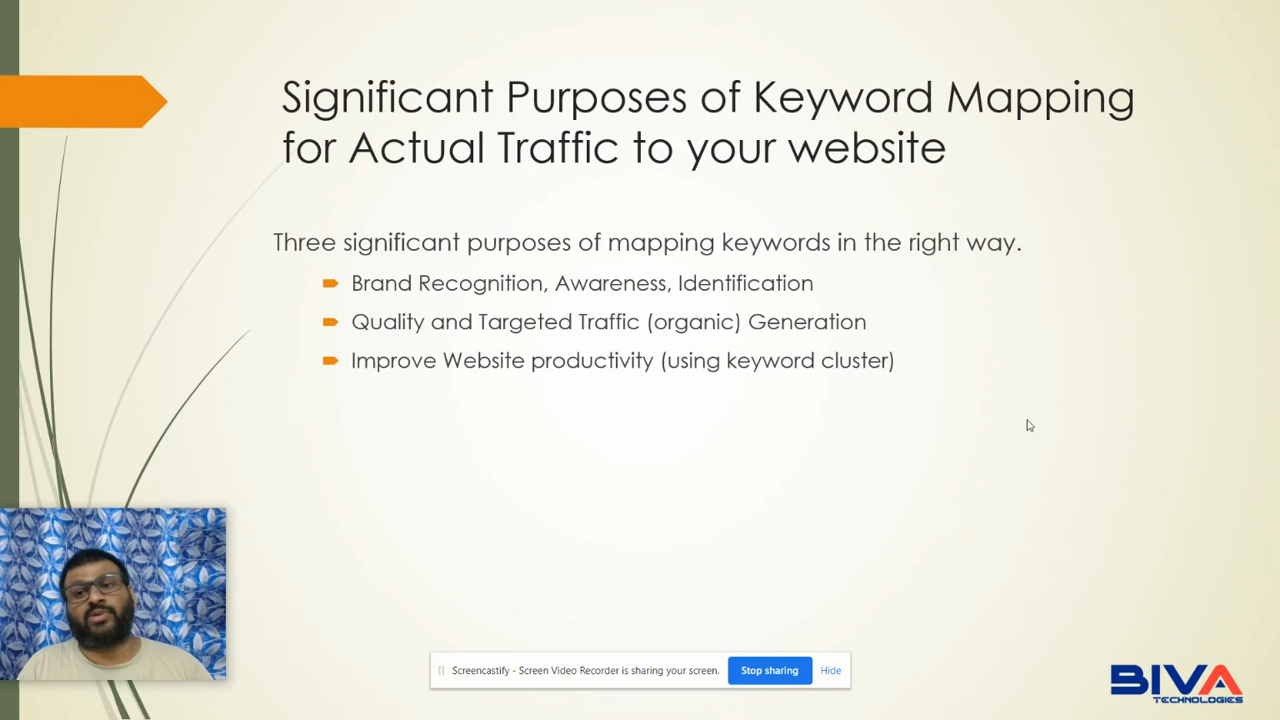 Significant Purposes of Keyword Mapping
for Actual Traffic to your website
Three significant purposes of mapping keywords in the right way.
Brand Recognition, Awareness, Identification
Quality and Targeted Traffic (organic) Generation
Improve Website productivity (using keyword cluster)
Screencastify - Screen Video Recorder is sharing your screen. Stop sharing Hide
BIVA
TECHNOLOGIES